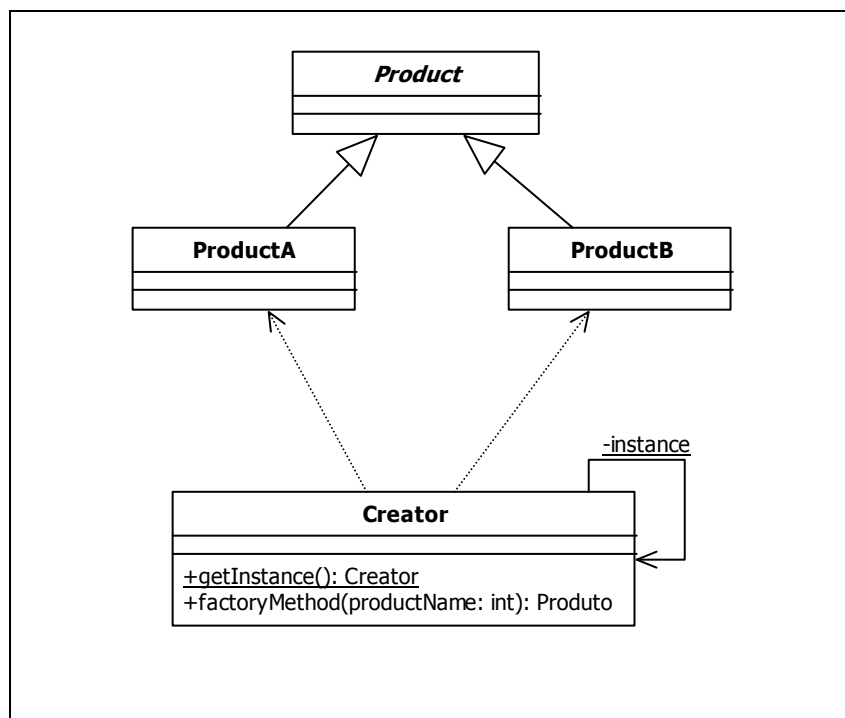 Product
ProductA
ProductB
-instance
Creator
+getInstance(): Creator
+factoryMethod(productName: int): Produto